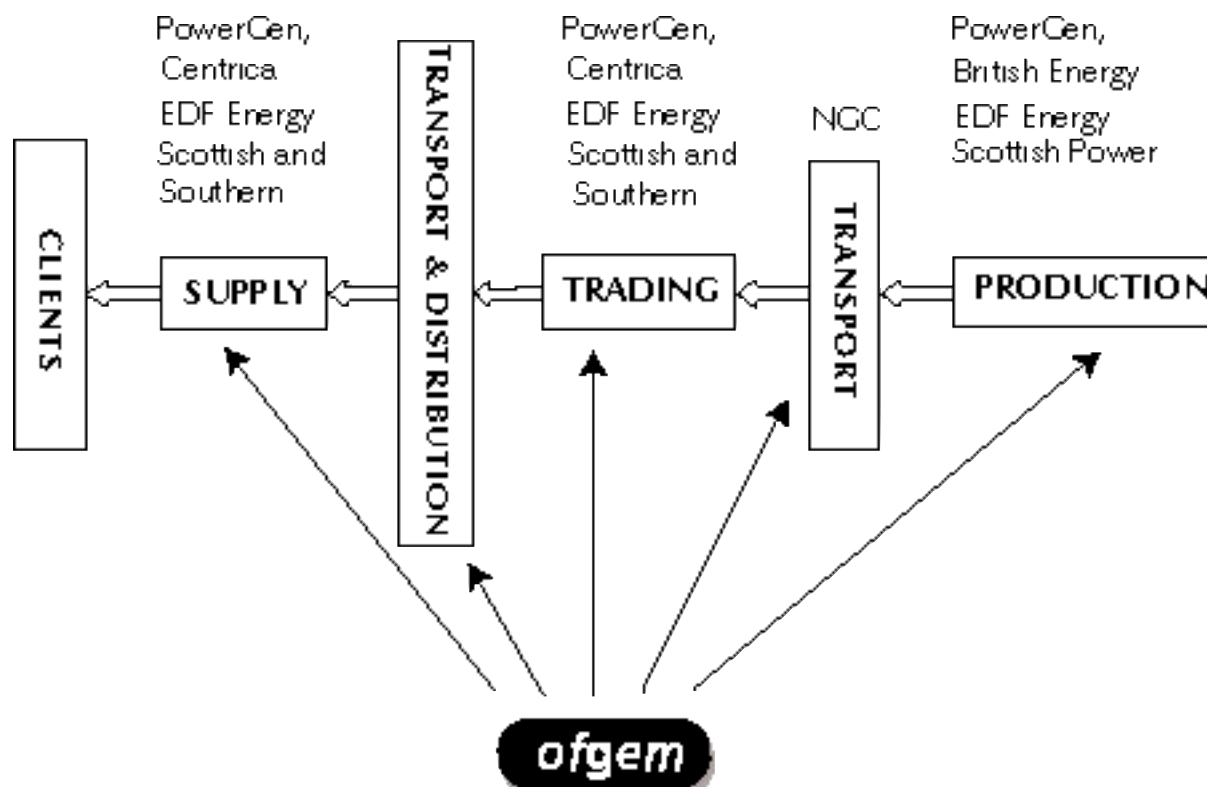 PowerGen,
Centrica
EDF Energy
Scottish and
Southern
PowerGen,
Centrica
EDF Energy
Scottish and
Southern
NGC
PowerGen,
British Energy
EDF Energy
Scottish Power
CLIENTS
SUPPLY
TRANSPORT & DISTRIBUTION
TRADING
TRANSPORT
PRODUCTION
ofgem